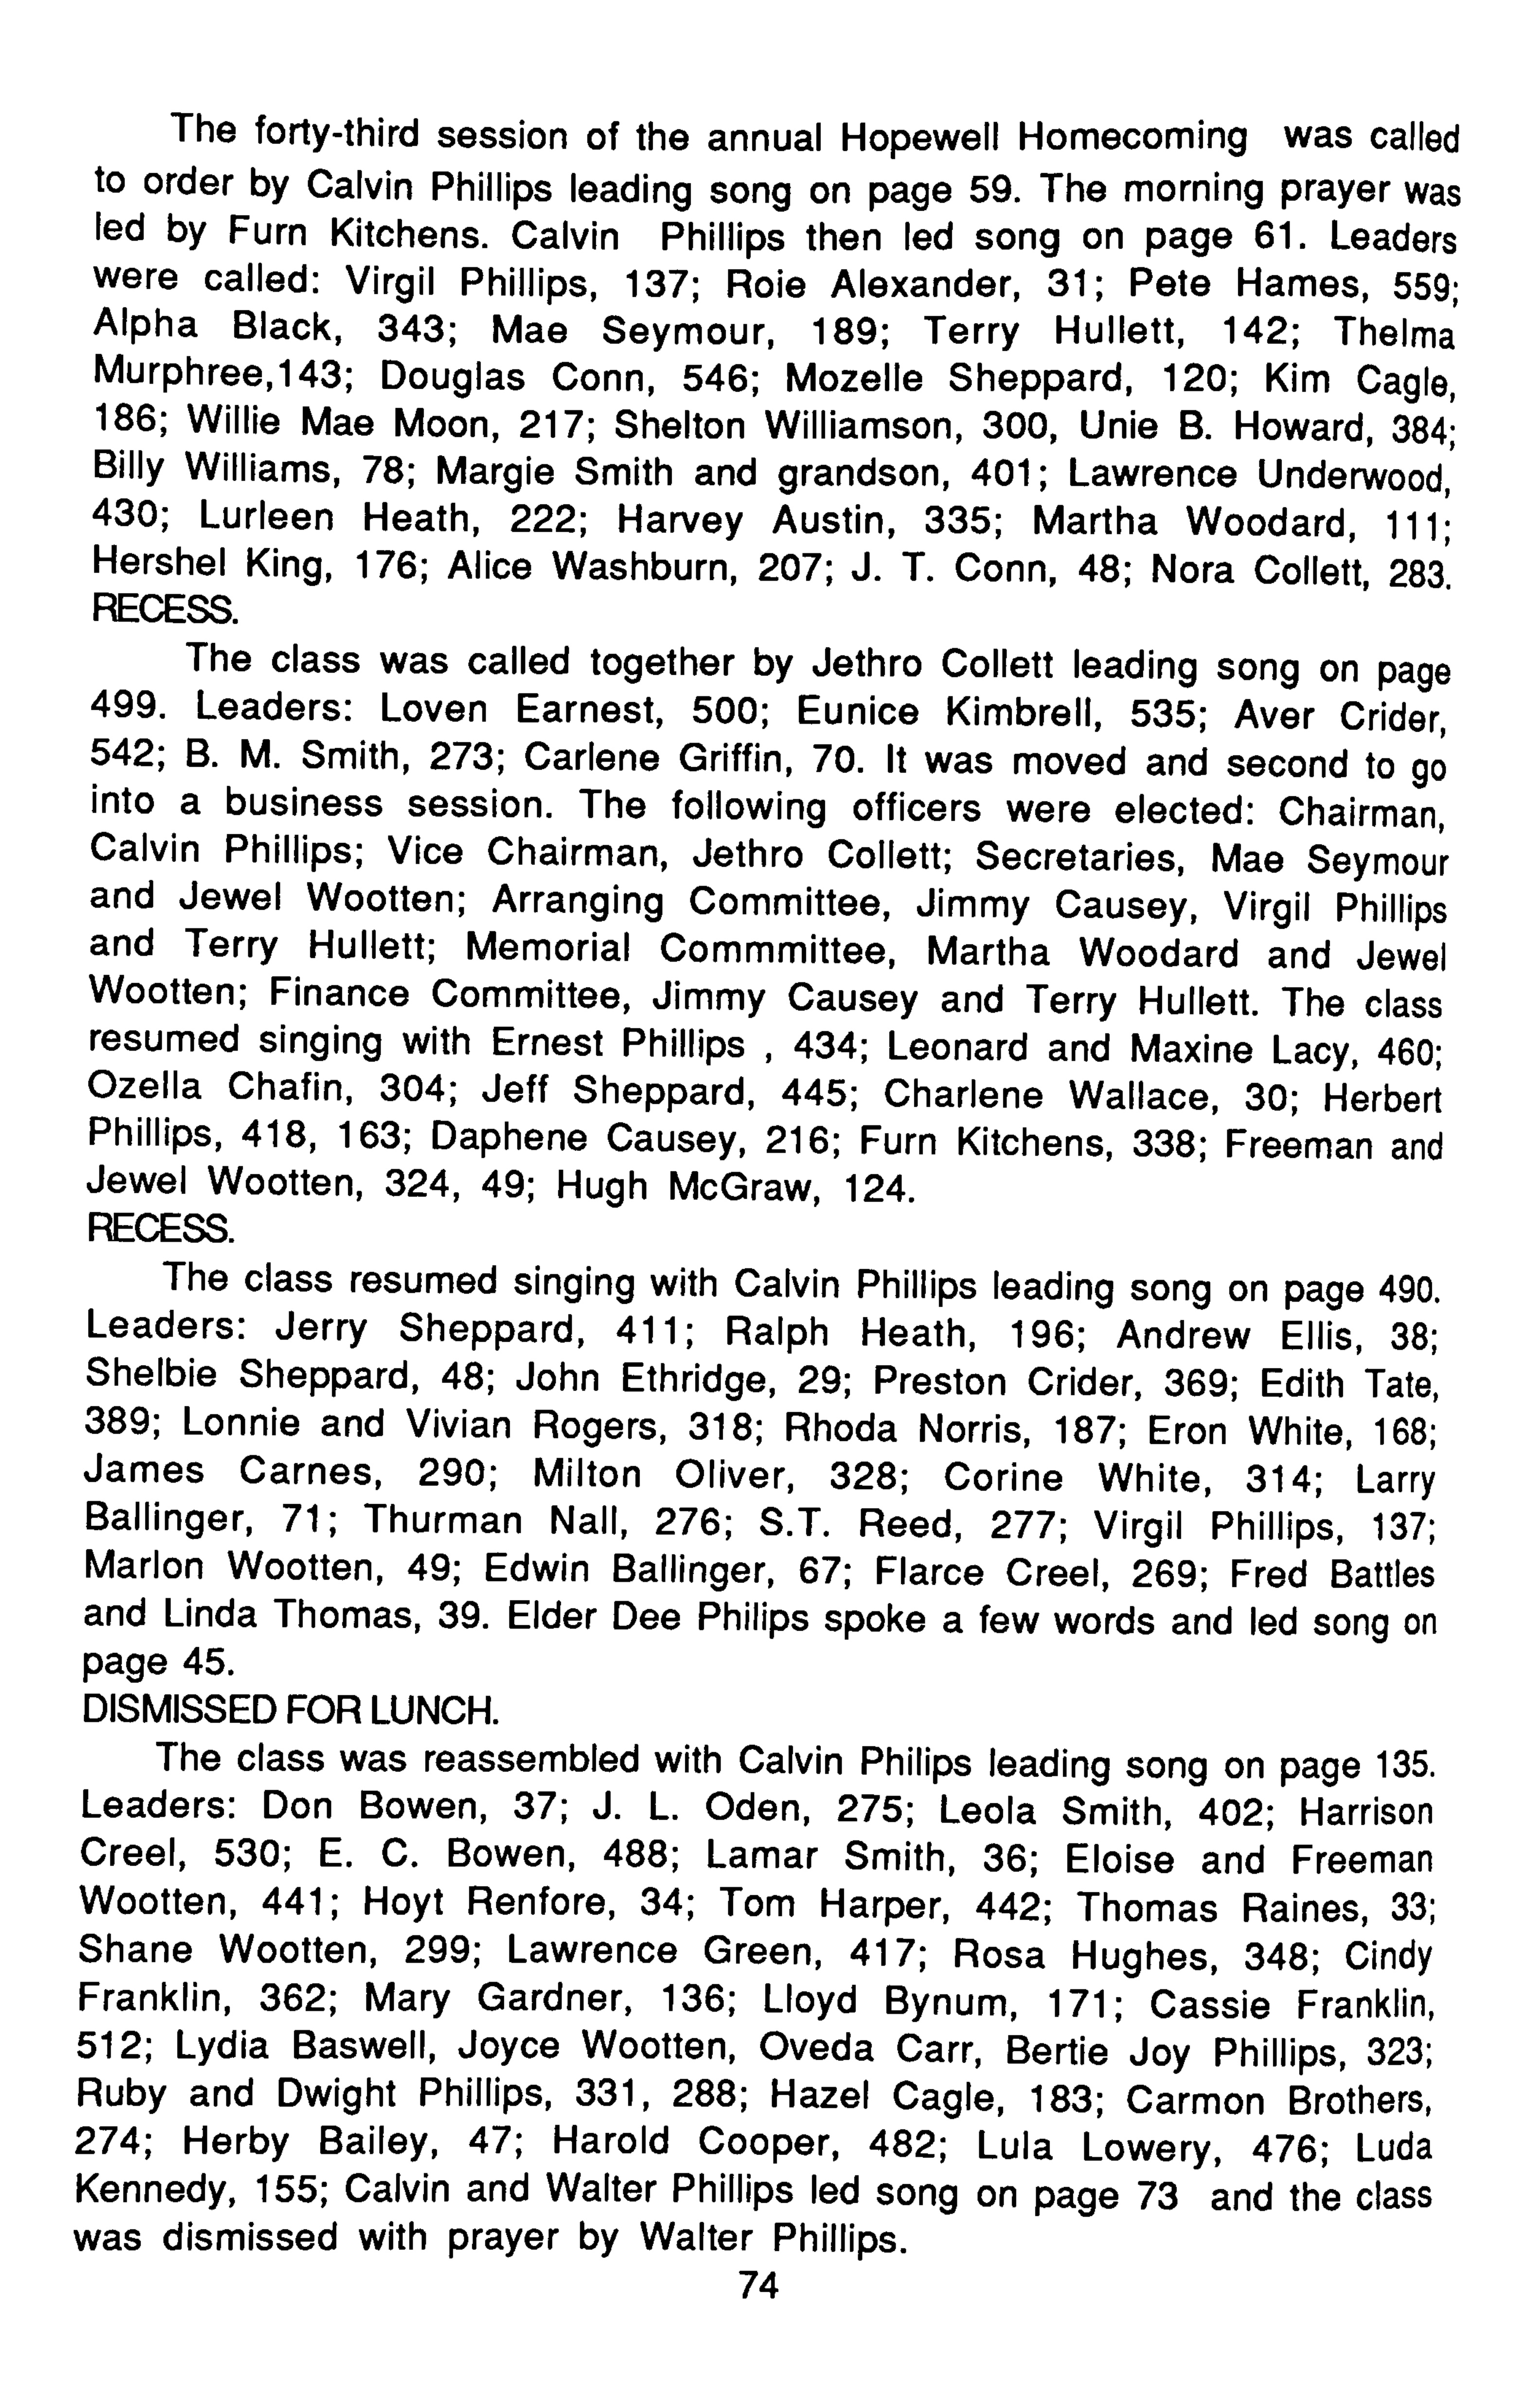 The forty-third session of the annual Hopewell Homecoming was called
to order by Calvin Phillips leading song on page 59. The morning prayer was
led by Furn Kitchens. Calvin Phillips then led song on page 61. Leaders
were called: Virgil Phillips, 137; Roie Alexander, 31; Pete Hames, 559;
Alpha Black, 343; Mae Seymour, 189; Terry Hullett, 142; Thelma
Murphree,143; Douglas Conn, 546; Mozelle Sheppard, 120; Kim Cagle,
186; Willie Mae Moon, 217; Shelton Williamson, 300, Unie B. Howard, 384;
Billy Williams, 78; Margie Smith and grandson, 401; Lawrence Underwood,
430; Lurleen Heath, 222; Harvey Austin, 335; Martha Woodard, 111;
Hershel King, 176; Alice Washburn, 207; J. T. Conn, 48; Nora Collett, 283.
RECESS.
The class was called together by Jethro Collett leading song on page
499. Leaders: Loven Earnest, 500; Eunice Kimbrell, 535; Aver Crider,
542; B. M. Smith, 273; Carlene Griffin, 70. It was moved and second to go
into a business session. The following officers were elected: Chairman,
Calvin Phillips; Vice Chairman, Jethro Collett; Secretaries, Mae Seymour
and Jewel Wootten; Arranging Committee, Jimmy Causey, Virgil Phillips
and Terry Hullett; Memorial Commmittee, Martha Woodard and Jewel
Wootten; Finance Committee, Jimmy Causey and Terry Hullett. The class
resumed singing with Ernest Phillips , 434; Leonard and Maxine Lacy, 460;
Ozella Chafin, 304; Jeff Sheppard, 445; Charlene Wallace, 30; Herbert
Phillips, 418, 163; Daphene Causey, 216; Furn Kitchens, 338; Freeman and
Jewel Wootten, 324, 49; Hugh McGraw, 124.
RECESS.
The class resumed singing with Calvin Phillips leading song on page 490.
Leaders: Jerry Sheppard, 411; Ralph Heath, 196; Andrew Ellis, 38;
Shelbie Sheppard, 48; John Ethridge, 29; Preston Crider, 369; Edith Tate,
389; Lonnie and Vivian Rogers, 318; Rhoda Norris, 187; Eron White, 168;
James Carnes, 290; Milton Oliver, 328; Corine White, 314; Larry
Ballinger, 71; Thurman Nall, 276; S.T. Reed, 277; Virgil Phillips, 137;
Marlon Wootten, 49; Edwin Ballinger, 67; Flarce Creel, 269; Fred Battles
and Linda Thomas, 39. Elder Dee Philips spoke a few words and led song on
page 45.
DISMISSED FOR LUNCH.
The class was reassembled with Calvin Philips leading song on page 135.
Leaders: Don Bowen, 37; J. L. Oden, 275; Leola Smith, 402; Harrison
Creel, 530; E. C. Bowen, 488; Lamar Smith, 36; Eloise and Freeman
Wootten, 441; Hoyt Renfore, 34; Tom Harper, 442; Thomas Raines, 33;
Shane Wootten, 299; Lawrence Green, 417; Rosa Hughes, 348; Cindy
Franklin, 362; Mary Gardner, 136; Lloyd Bynum, 171; Cassie Franklin,
512; Lydia Baswell, Joyce Wootten, Oveda Carr, Bertie Joy Phillips, 323;
Ruby and Dwight Phillips, 331, 288; Hazel Cagle, 183; Carmon Brothers,
274; Herby Bailey, 47; Harold Cooper, 482; Lula Lowery, 476; Luda
Kennedy, 155; Calvin and Walter Phillips led song on page 73 and the class
was dismissed with prayer by Walter Phillips.
74